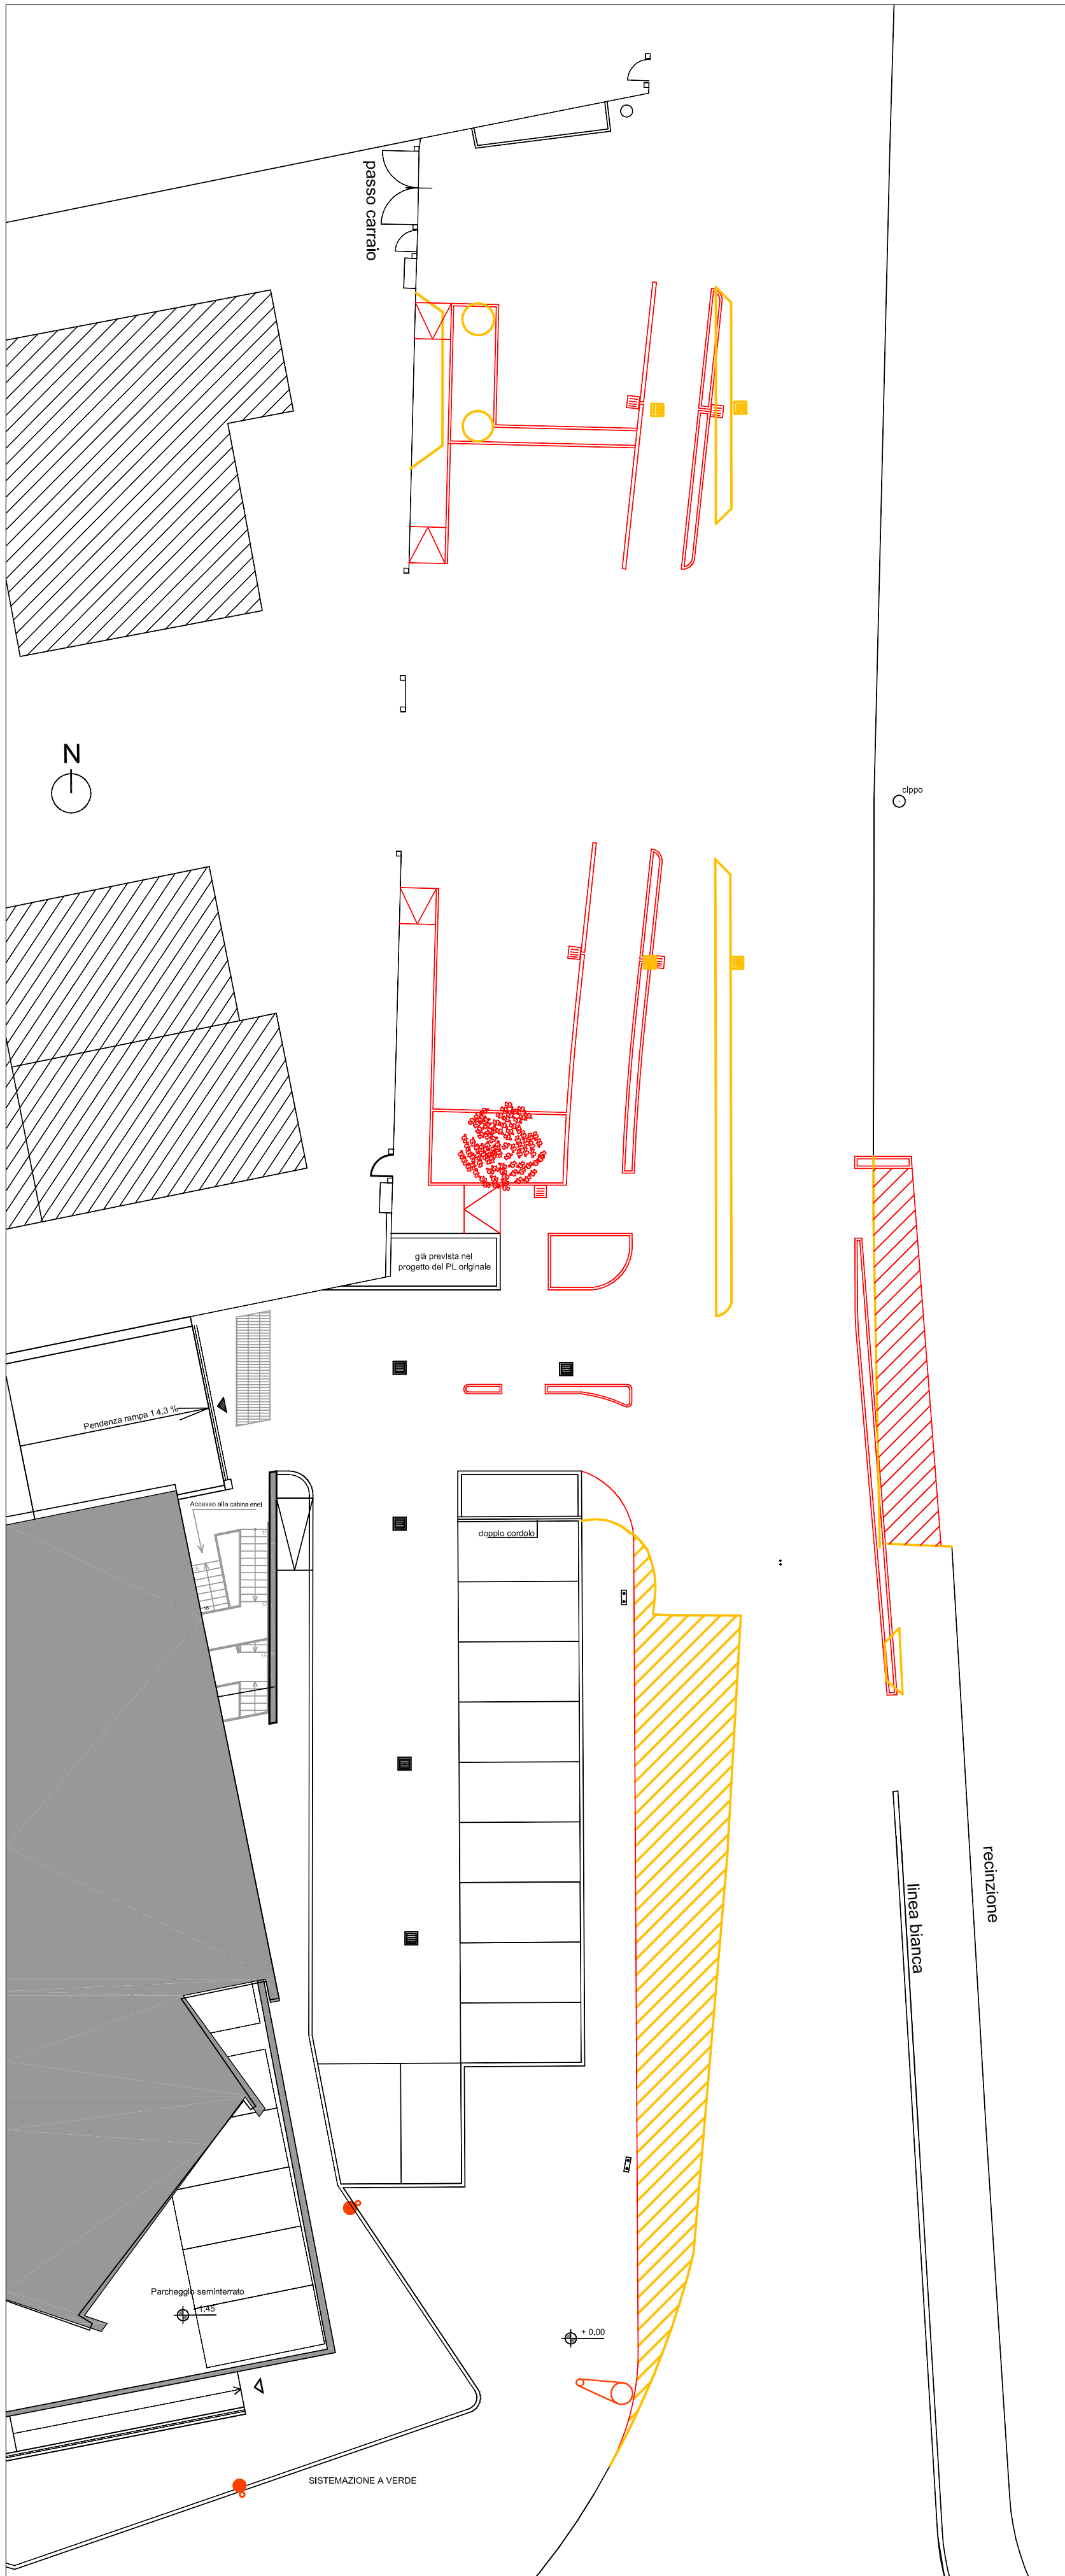 passo carraio
N
cippo
già prevista nel
progetto del PL originale
Pendenza rampa 14,3 %
Accesso alla cabina enel
doppio cordolo
recinzione
linea bianca
Parcheggio seminterrato
- 1,45
+ 0,00
SISTEMAZIONE A VERDE